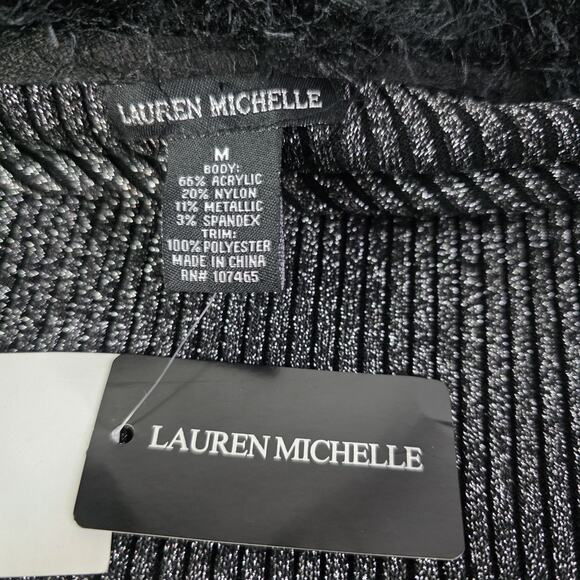 LAUREN MICHELLE
M
BODY:
66% ACRYLIC
20% NYLON
11% METALLIC
3% SPANDEX
TRIM:
100% POLYESTER
MADE IN CHINA
RN# 107465
LAUREN MICHELLE